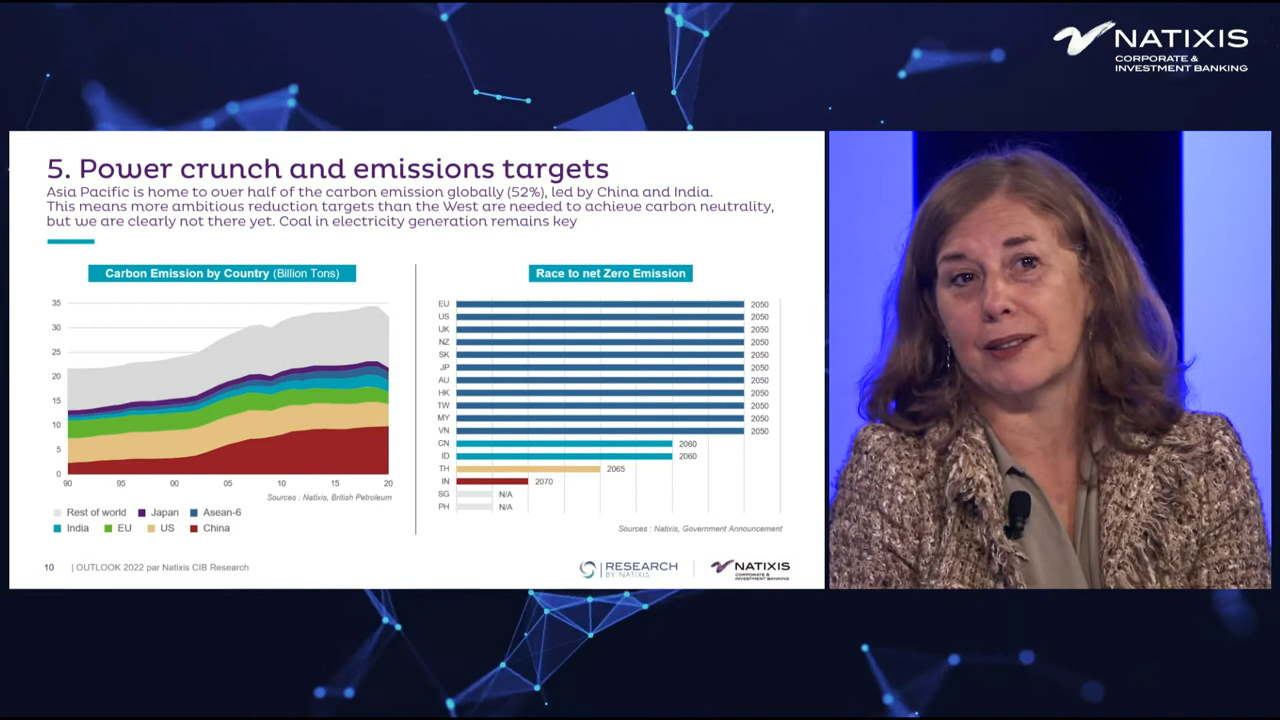 NATIXIS
CORPORATE &
INVESTMENT BANKING
5. Power crunch and emissions targets
Asia Pacific is home to over half of the carbon emission globally (52%), led by China and India.
This means more ambitious reduction targets than the West are needed to achieve carbon neutrality,
but we are clearly not there yet. Coal in electricity generation remains key
Carbon Emission by Country (Billion Tons)
35
30
25
20
15
10
5
0
90 95 00 05 10 15 20
Sources : Natixis, British Petroleum
Rest of world Japan Asean-6
India EU US China
Race to net Zero Emission
EU 2050
US 2050
UK 2050
NZ 2050
SK 2050
JP 2050
AU 2050
HK 2050
TW 2050
MY 2050
VN 2050
CN 2060
ID 2060
TH 2065
IN 2070
SG N/A
PH N/A
Sources : Natixis, Government Announcement
10 | OUTLOOK 2022 par Natixis CIB Research
RESEARCH
BY NATIXIS
NATIXIS
CORPORATE &
INVESTMENT BANKING